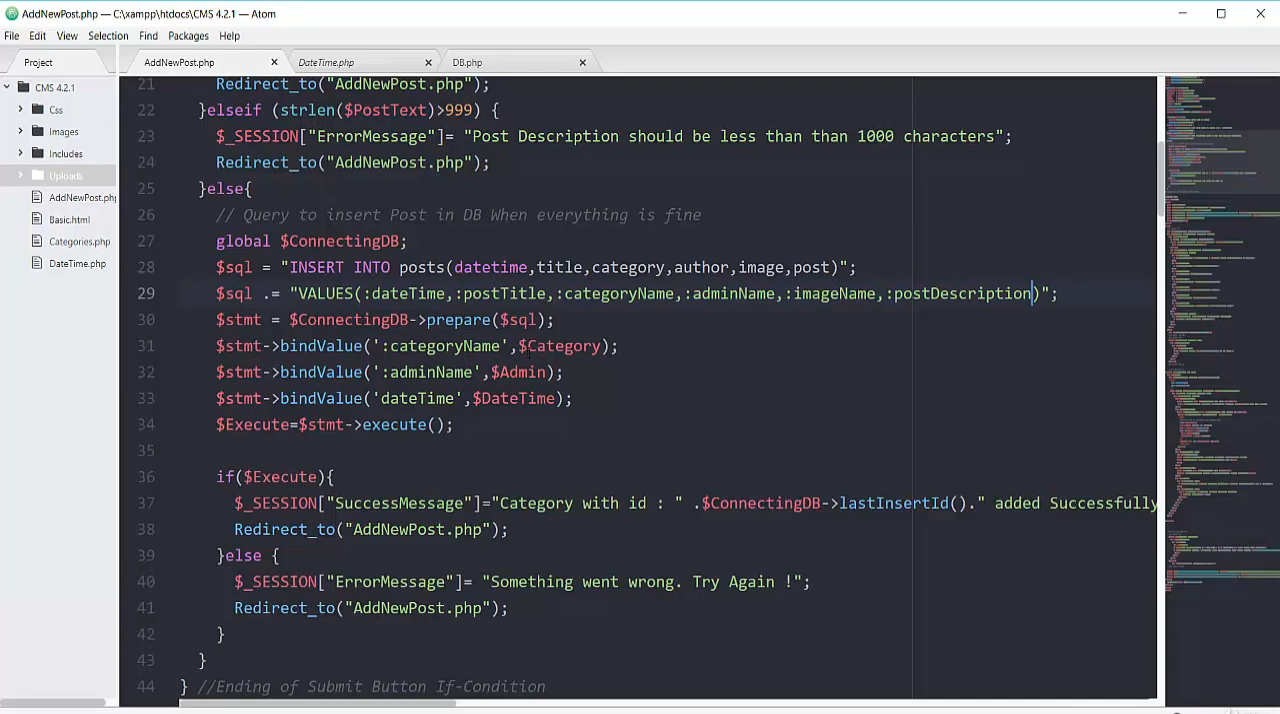 AddNewPost.php — C:\xampp\htdocs\CMS 4.2.1 — Atom
File Edit View Selection Find Packages Help
Project AddNewPost.php DateTime.php DB.php
CMS 4.2.1
Css
Images
Uploads
AddNewPost.php
Basic.html
Categories.php
21 Redirect_to("AddNewPost.php");
22 }elseif (strlen($PostText)>999) {
23 $_SESSION["ErrorMessage"]= Description should be less than than 1000 characters";
24 Redirect_to("AddNewPost.php");
25 }else{
26 // Query to insert Post in DB When everything is fine
27 global $ConnectingDB;
28 $sql = "INSERT INTO (datetime,title,category,author,image,post)";
29 $sql .= "VALUES(:dateTime,:postTitle,:categoryName,:adminName,:imageName,:postDescription)";
30 $stmt = $ConnectingDB->prepare($sql);
31 $stmt->bindValue(':categoryName',$Category);
32 $stmt->bindValue(':adminName',$Admin);
33 $stmt->bindValue(':dateTime',$DateTime);
34 $Execute=$stmt->execute();
35
36 if($Execute){
37 $_SESSION["SuccessMessage"]="Category with id : " .$ConnectingDB->lastInsertId()." added Successfully
38 Redirect_to("AddNewPost.php");
39 }else {
40 $_SESSION["ErrorMessage"]= "Something went wrong. Try Again !";
41 Redirect_to("AddNewPost.php");
42 }
43 }
44 } //Ending of Submit Button If-Condition